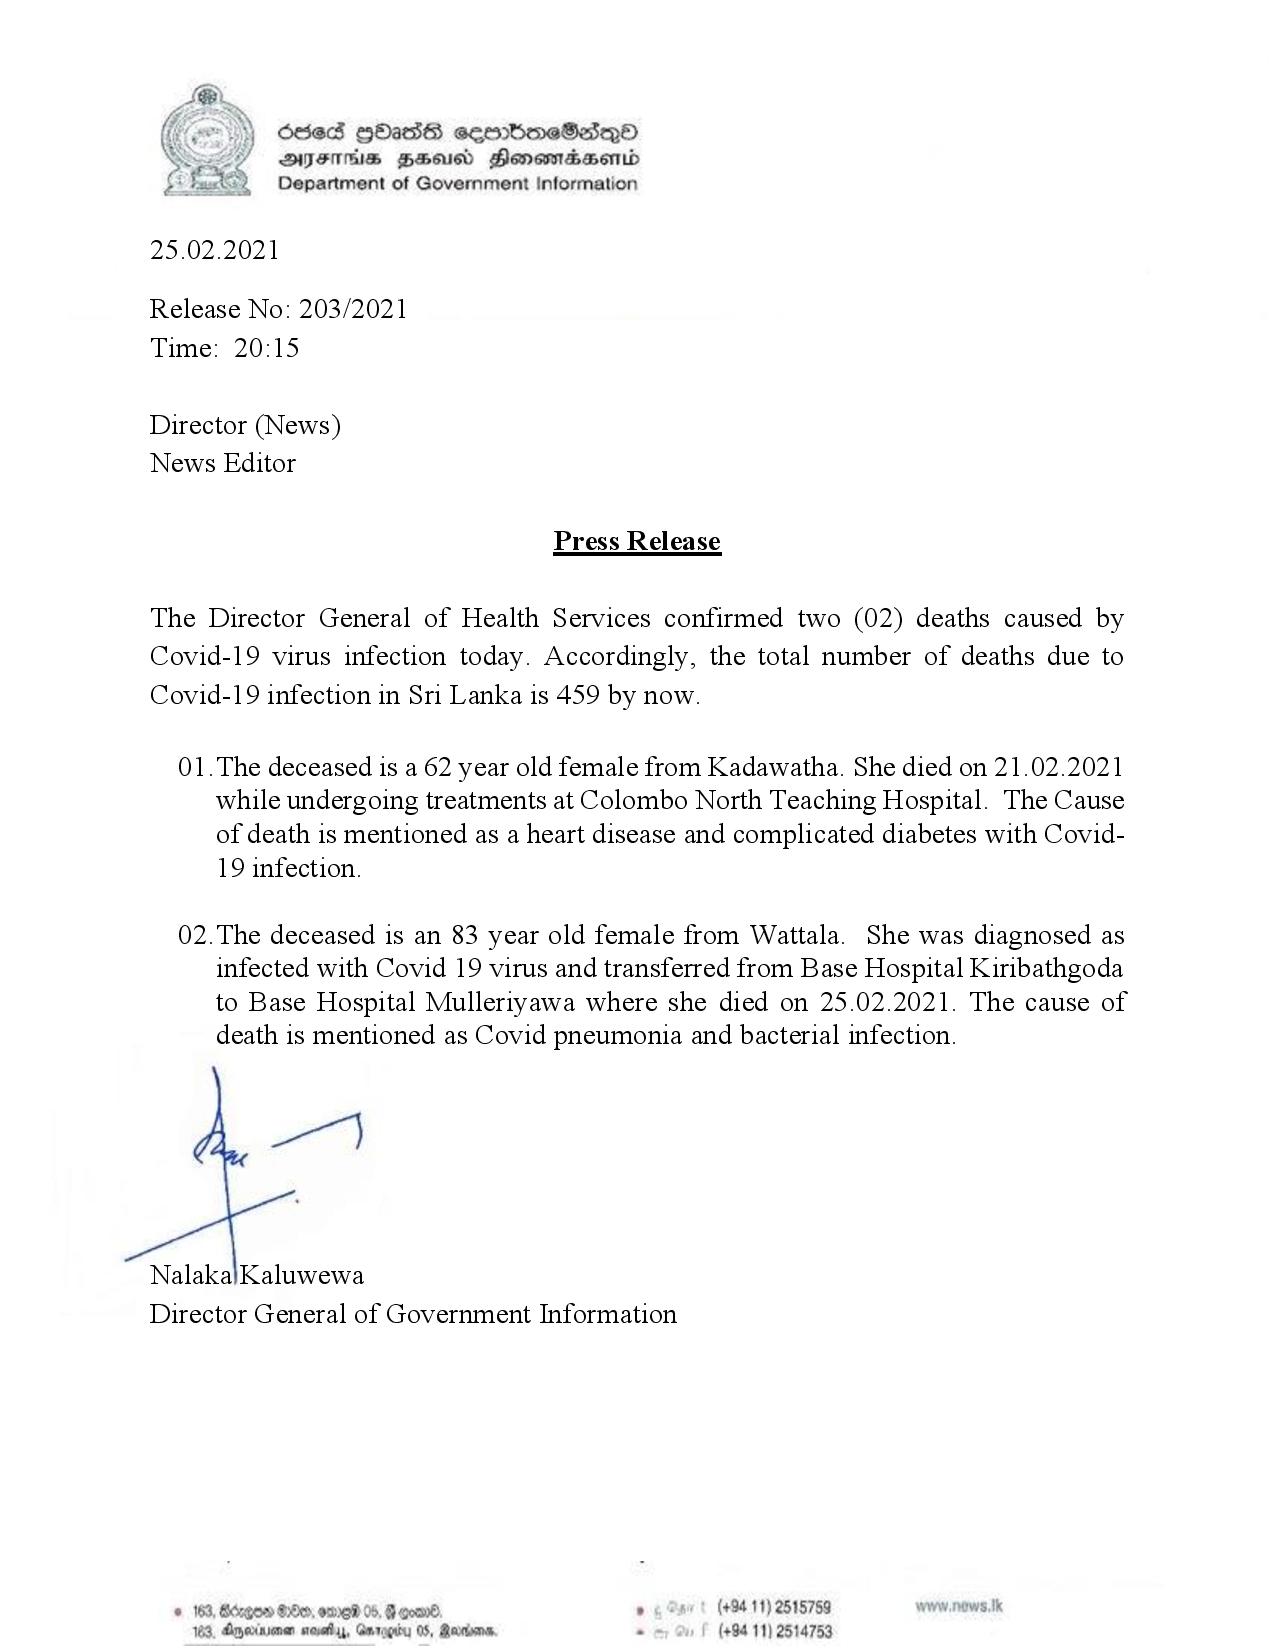 රජයේ ප්‍රවෘත්ති දෙපාර්තමේන්තුව
அரசாங்க தகவல் திணைக்களம்
Department of Government Information
25.02.2021
Release No: 203/2021
Time: 20:15
Director (News)
News Editor
Press Release
The Director General of Health Services confirmed two (02) deaths caused by
Covid-19 virus infection today. Accordingly, the total number of deaths due to
Covid-19 infection in Sri Lanka is 459 by now.
01. The deceased is a 62 year old female from Kadawatha. She died on 21.02.2021
while undergoing treatments at Colombo North Teaching Hospital. The Cause
of death is mentioned as a heart disease and complicated diabetes with Covid-
19 infection.
02. The deceased is an 83 year old female from Wattala. She was diagnosed as
infected with Covid 19 virus and transferred from Base Hospital Kiribathgoda
to Base Hospital Mulleriyawa where she died on 25.02.2021. The cause of
death is mentioned as Covid pneumonia and bacterial infection.
Nalaka Kaluwewa
Director General of Government Information
163, කිරුලපන මාවත, කොළඹ 05, ශ්‍රී ලංකාව.
163, கிருலப்பனை எவனியூ, கொழும்பு 05, இலங்கை.
(+94 11) 2515759
(+94 11) 2514753
www.news.lk